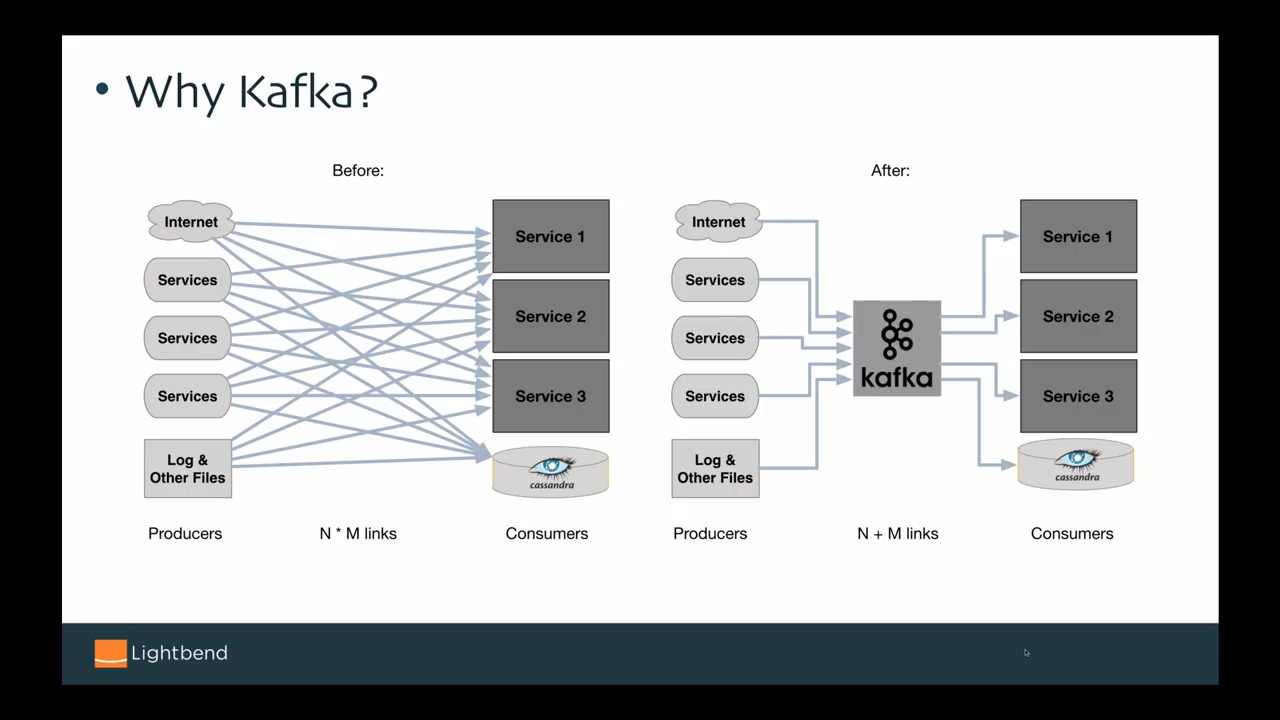 • Why Kafka?
Before:
Internet
Services
Services
Services
Log &
Other Files
Service 1
Service 2
Service 3
cassandra
Producers
N * M links
Consumers
After:
Internet
Services
Services
Services
Log &
Other Files
kafka
Service 1
Service 2
Service 3
cassandra
Producers
N + M links
Consumers
Lightbend